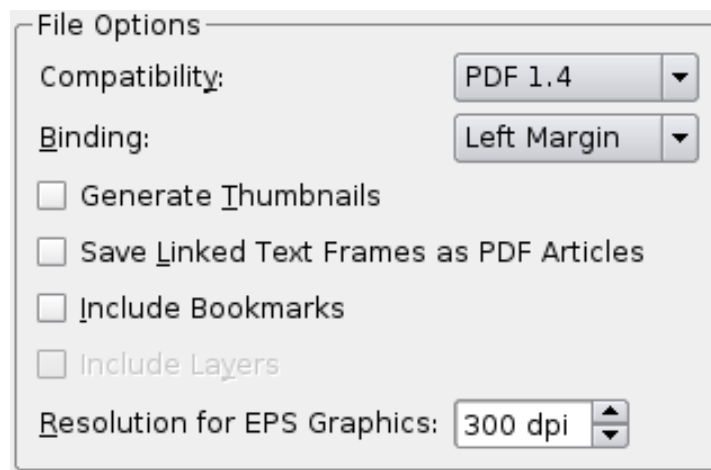 File Options
Compatibility: PDF 1.4
Binding: Left Margin
Generate Thumbnails
Save Linked Text Frames as PDF Articles
Include Bookmarks
Include Layers
Resolution for EPS Graphics: 300 dpi